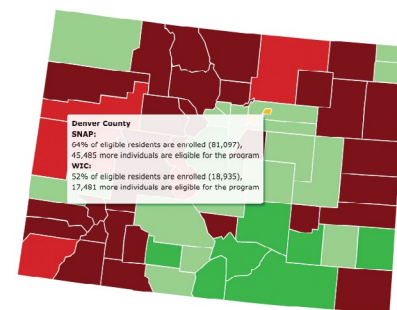 Denver County
SNAP:
64% of eligible residents are enrolled (81,097),
45,485 more individuals are eligible for the program
WIC:
52% of eligible residents are enrolled (18,935),
17,481 more individuals are eligible for the program